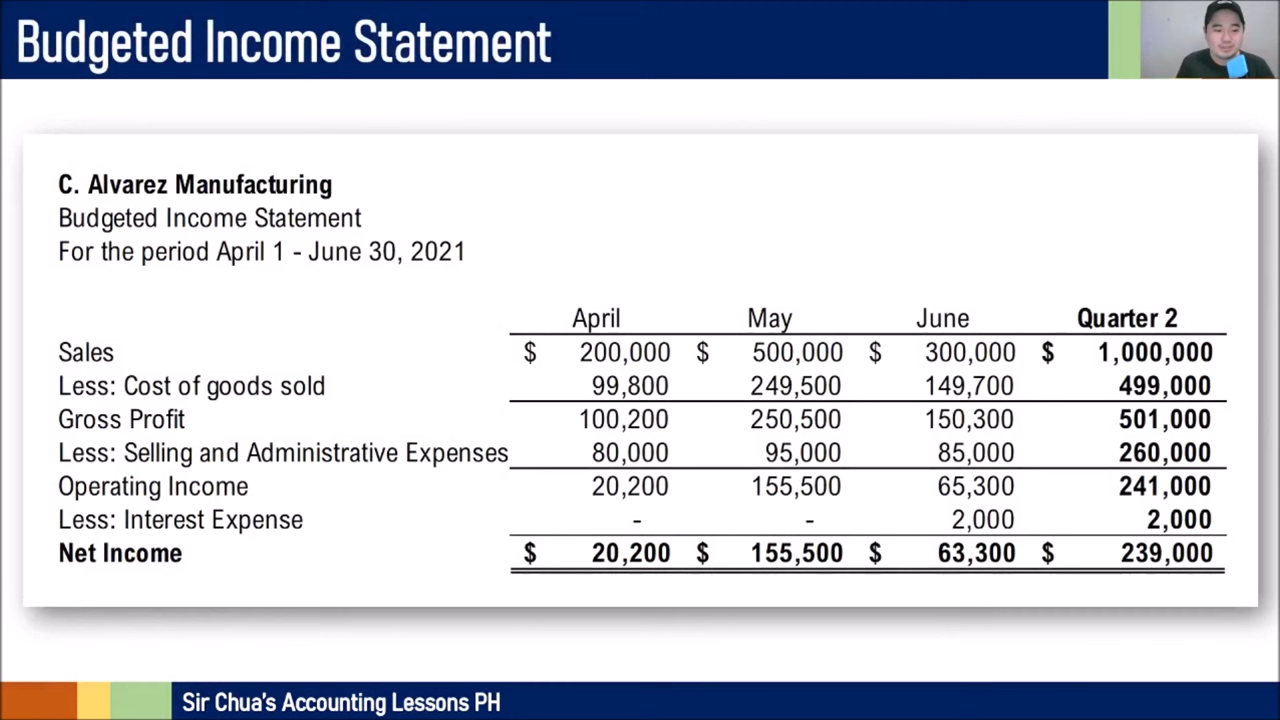 Budgeted Income Statement
C. Alvarez Manufacturing
Budgeted Income Statement
For the period April 1 - June 30, 2021
April May June Quarter 2
Sales $ 200,000 $ 500,000 $ 300,000 $ 1,000,000
Less: Cost of goods sold 99,800 249,500 149,700 499,000
Gross Profit 100,200 250,500 150,300 501,000
Less: Selling and Administrative Expenses 80,000 95,000 85,000 260,000
Operating Income 20,200 155,500 65,300 241,000
Less: Interest Expense - - 2,000 2,000
Net Income $ 20,200 $ 155,500 $ 63,300 $ 239,000
Sir Chua's Accounting Lessons PH